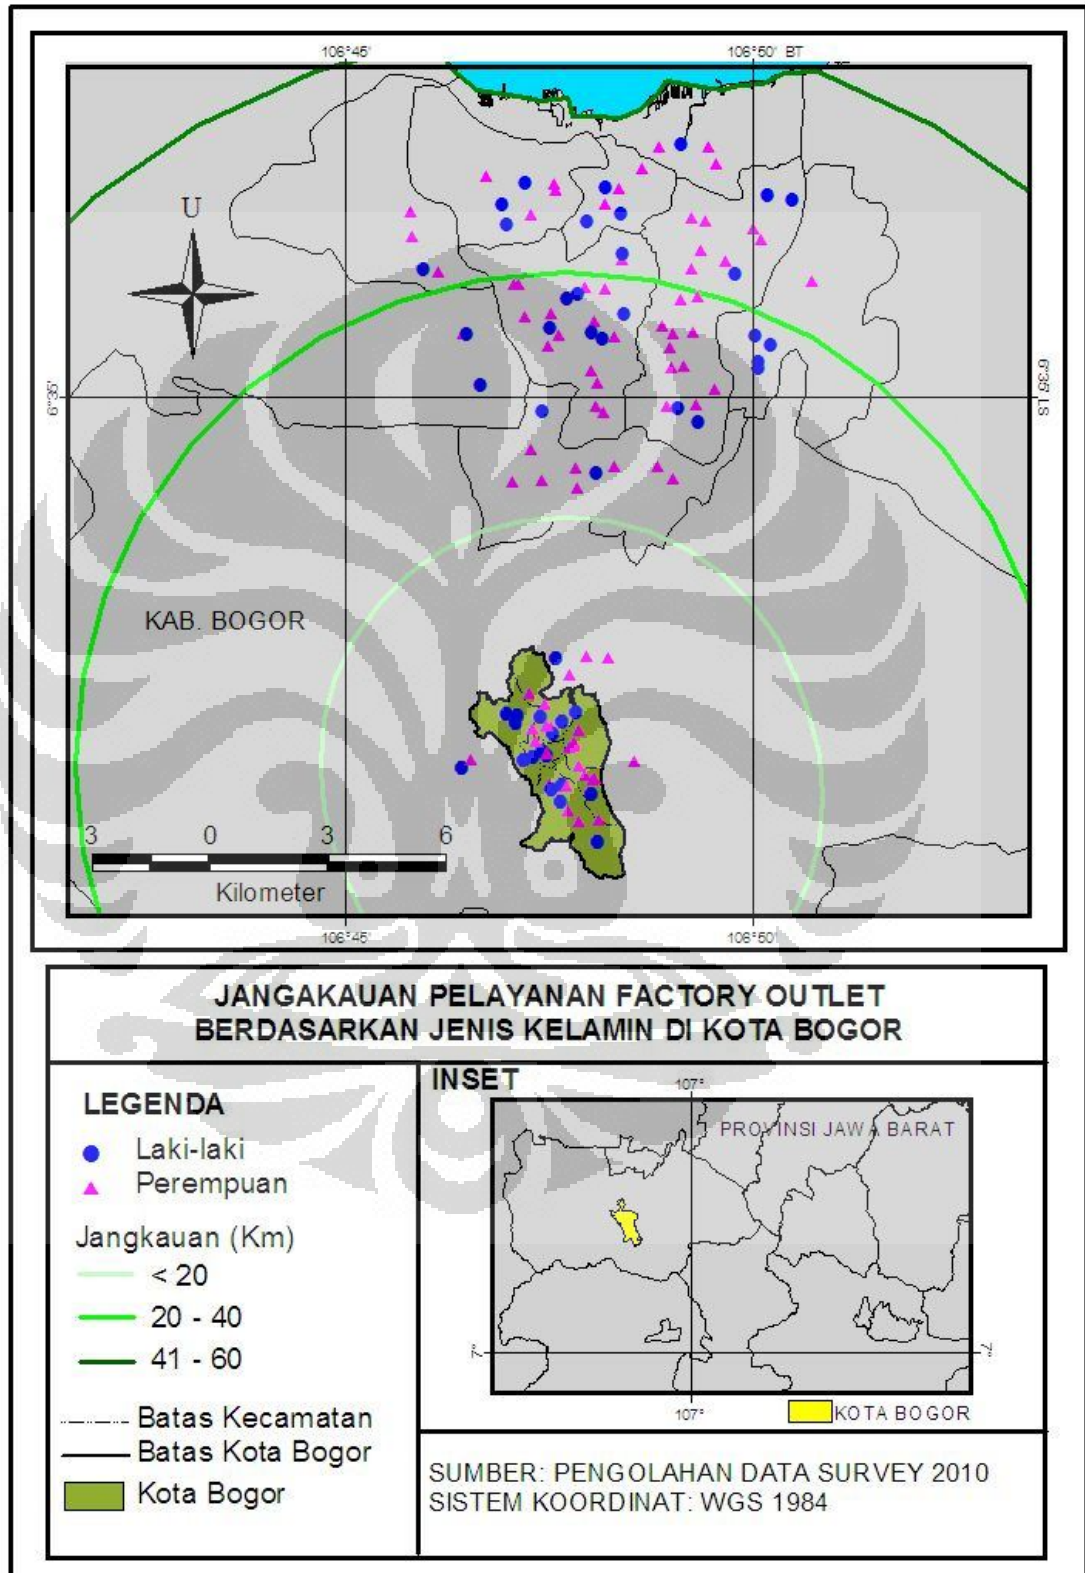 106°45'
106°50' BT
U
6°35'
6°35' LS
KAB. BOGOR
3 0 3 6
Kilometer
106°45'
106°50'
JANGAKAUAN PELAYANAN FACTORY OUTLET
BERDASARKAN JENIS KELAMIN DI KOTA BOGOR
LEGENDA
Laki-laki
Perempuan
Jangkauan (Km)
< 20
20 - 40
41 - 60
Batas Kecamatan
Batas Kota Bogor
Kota Bogor
INSET
107°
PROVINSI JAWA BARAT
7°
7°
107°
KOTA BOGOR
SUMBER: PENGOLAHAN DATA SURVEY 2010
SISTEM KOORDINAT: WGS 1984